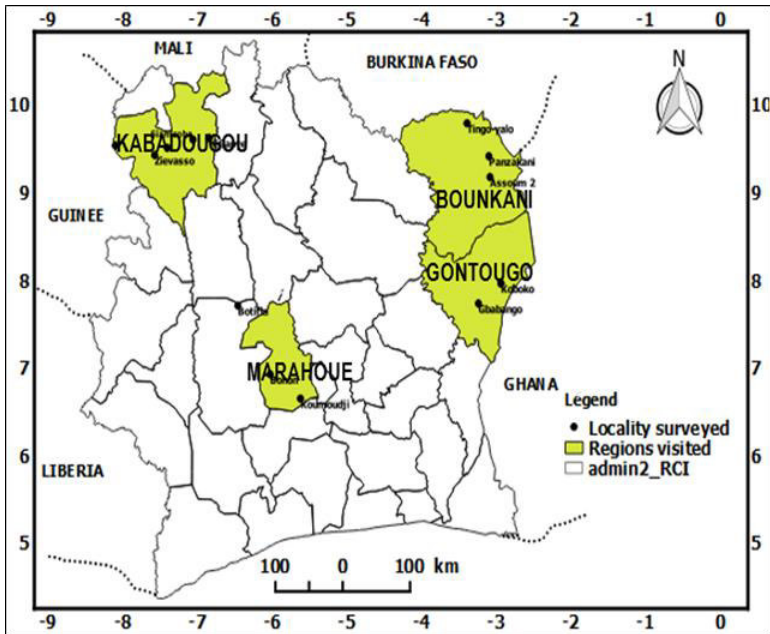 -9 -8 -7 -6 -5 -4 -3 -2 -1 0
MALI
BURKINA FASO
N
10 10
Tingo-yalo
KABADOUGOU
Panzakani
Zievasso
Assoum 2
9 9
BOUNKANI
GUINEE
GONTOUGO
8 8
Koboko
Gbabango
7 7
MARAHOUE
GHANA
Koumoudji
Legend
Locality surveyed
Regions visited
admin2_RCI
6 6
LIBERIA
5 5
100 0 100 km
-9 -8 -7 -6 -5 -4 -3 -2 -1 0